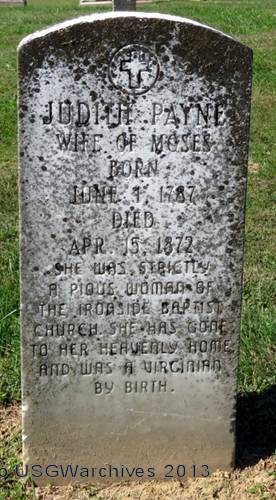 JUDITH PAYNE
WIFE OF MOSES
BORN
JUNE 1, 1787
DIED
APR. 15, 1872
SHE WAS STRICTLY
A PIOUS WOMAN OF
THE IRONSIDE BAPTIST
CHURCH. SHE HAS GONE
TO HER HEAVENLY HOME
AND WAS A VIRGINIAN
BY BIRTH.
USGWarchives 2013